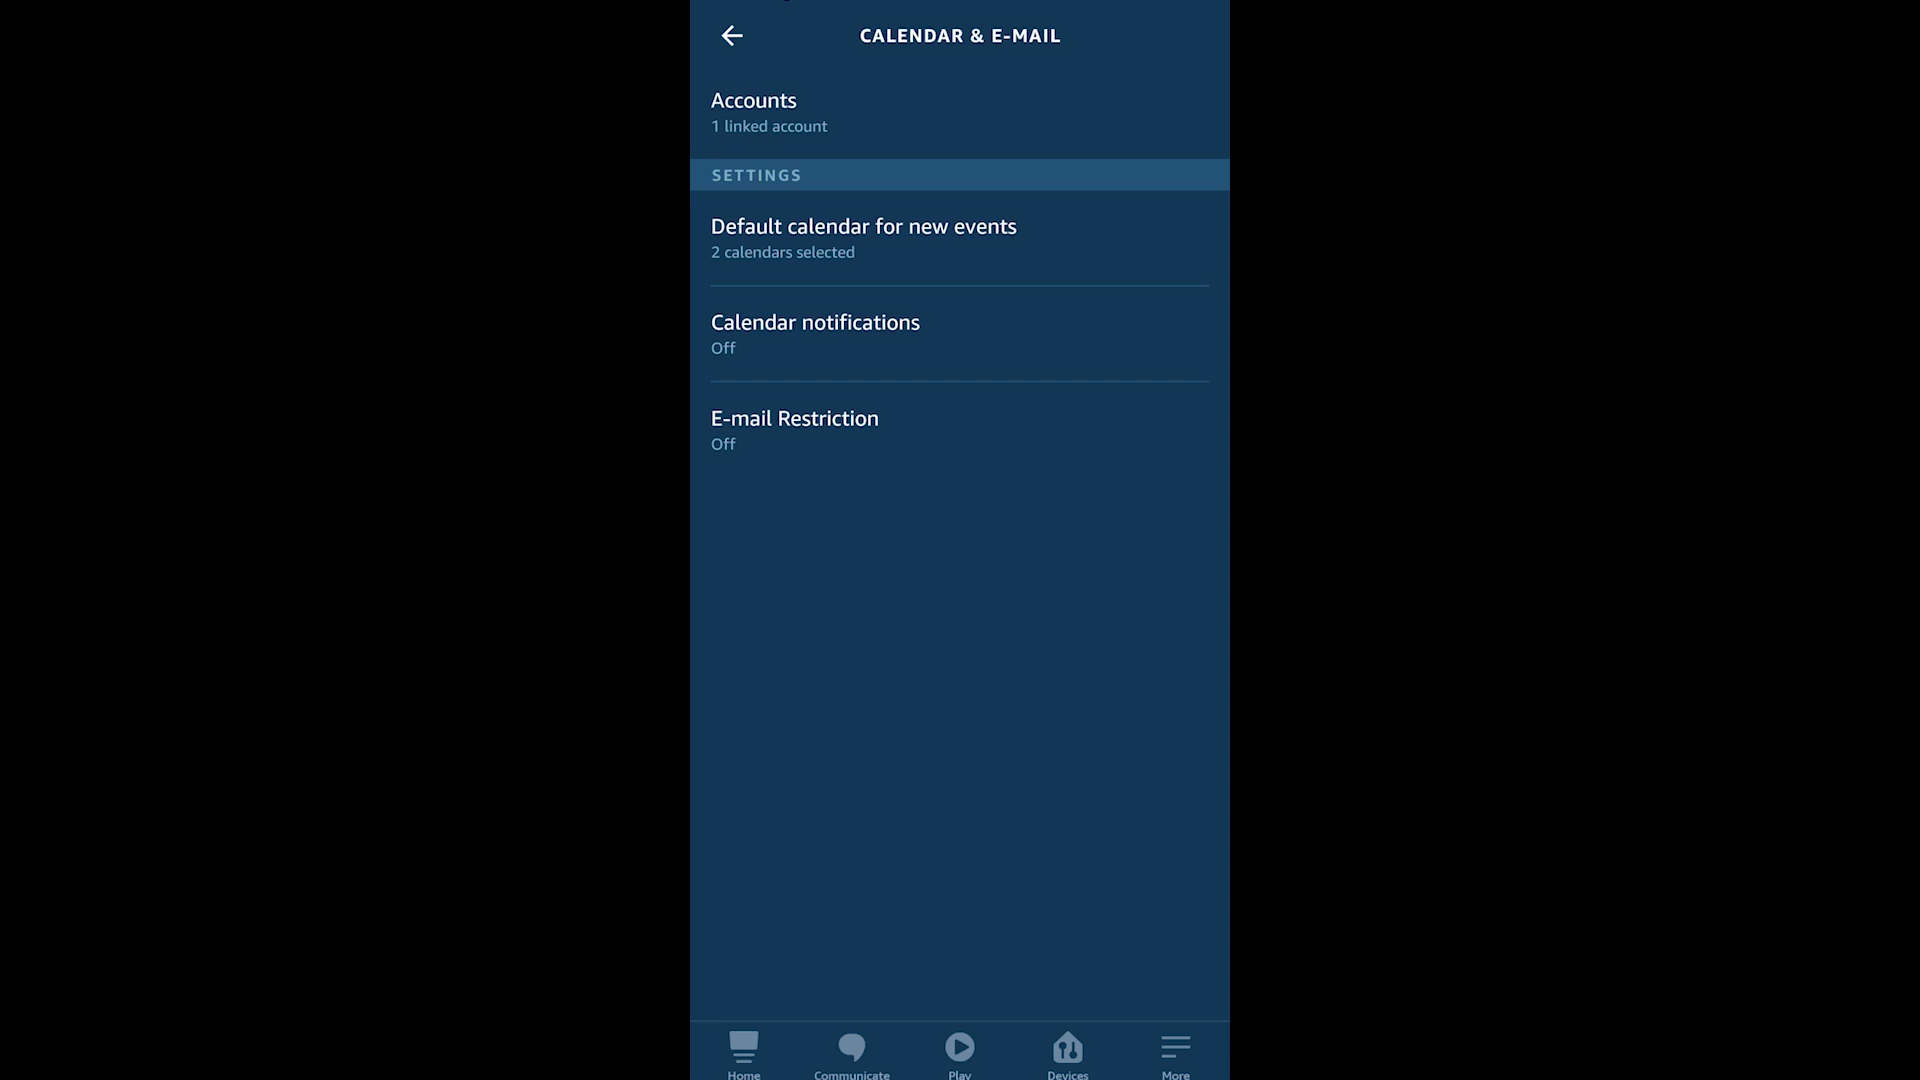 CALENDAR & E-MAIL
Accounts
1 linked account
SETTINGS
Default calendar for new events
2 calendars selected
Calendar notifications
Off
E-mail Restriction
Off
Home Communicate Play Devices More